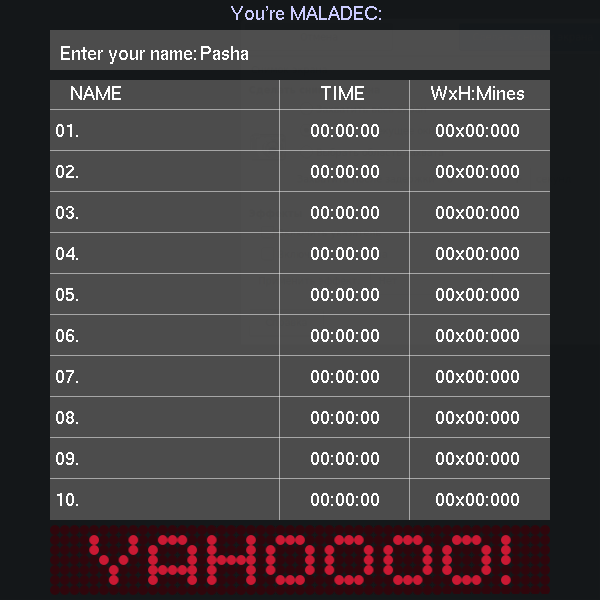 You're MALADEC:
Enter your name: Pasha
NAME TIME WxH:Mines
01. 00:00:00 00x00:000
02. 00:00:00 00x00:000
03. 00:00:00 00x00:000
04. 00:00:00 00x00:000
05. 00:00:00 00x00:000
06. 00:00:00 00x00:000
07. 00:00:00 00x00:000
08. 00:00:00 00x00:000
09. 00:00:00 00x00:000
10. 00:00:00 00x00:000
YAHOOOO!